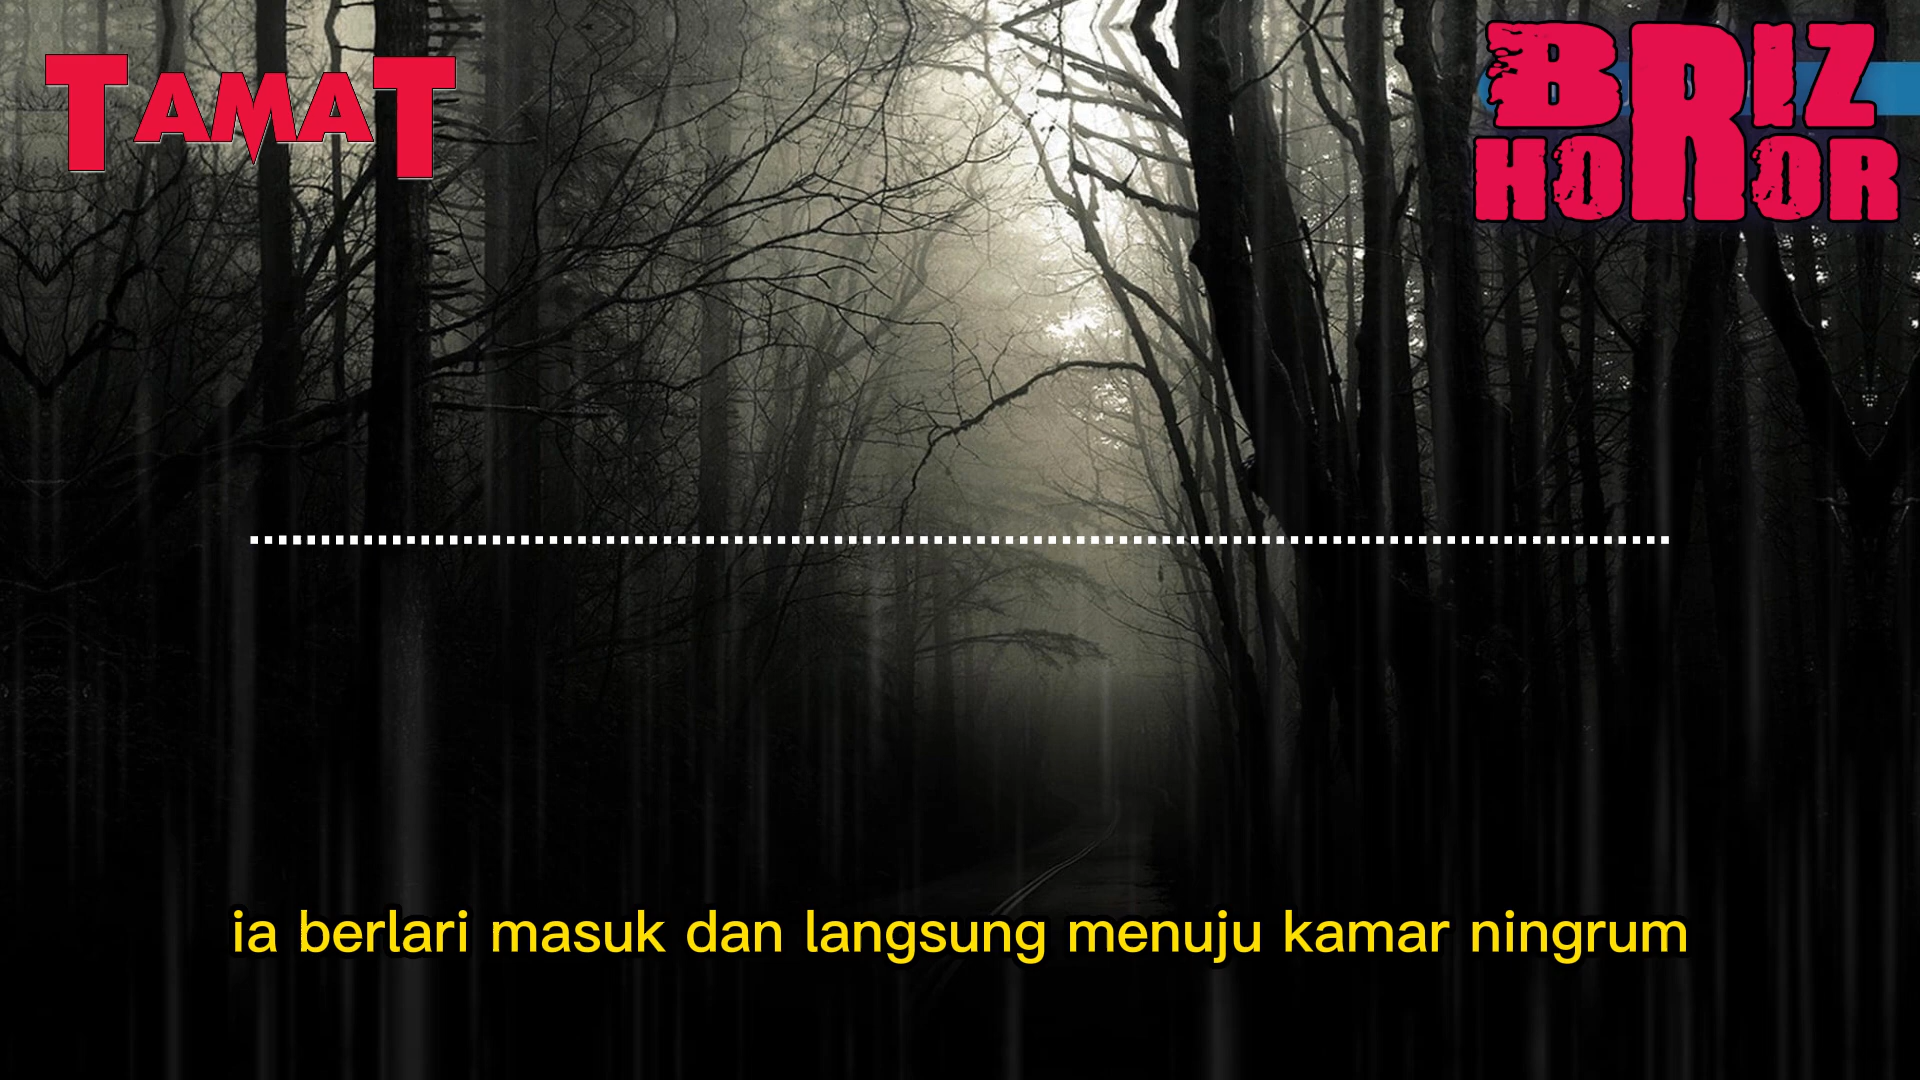 TAMAT
BRIZ
HOROR
ia berlari masuk dan langsung menuju kamar ningrum